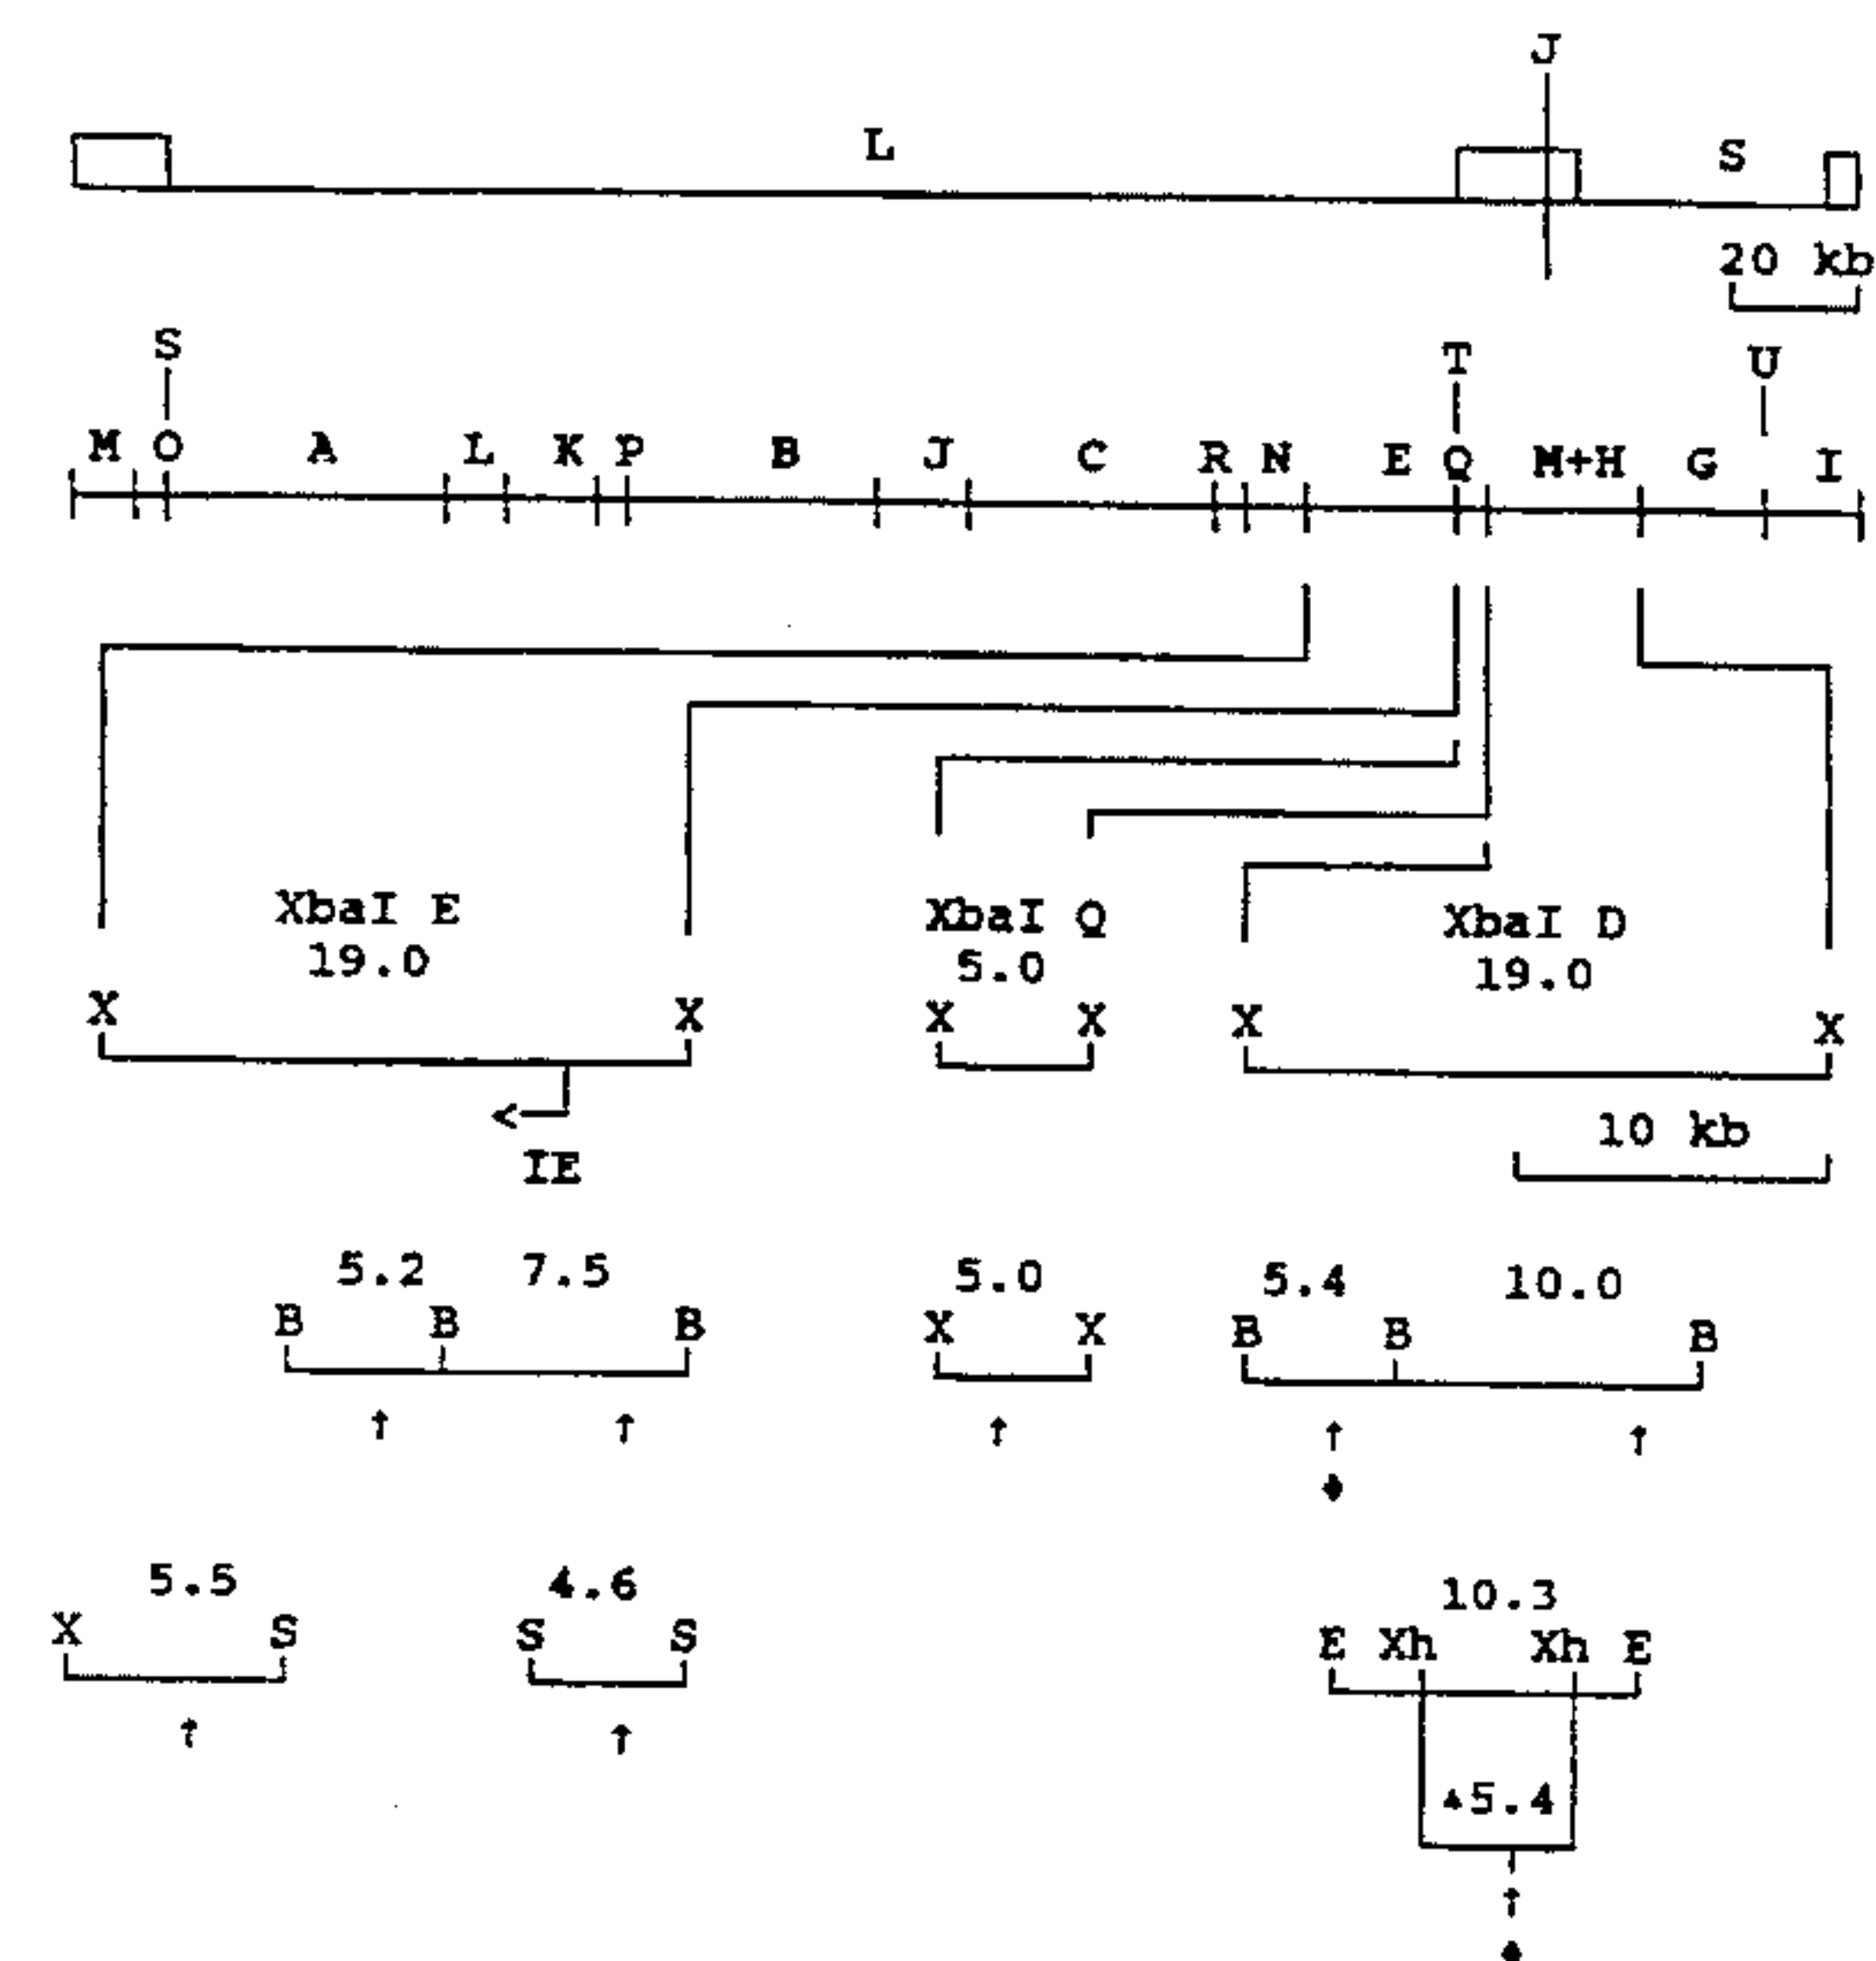 J
L S
20 kb
S T U
M O A L K P B J C R N E Q M+H G I
XbaI E XbaI Q XbaI D
19.0 5.0 19.0
X X X X X X
<
10 kb
IE
5.2 7.5 5.0 5.4 10.0
B B B X X B B B
↑ ↑ ↑ ↑ ↑
5.5 4.6 10.3
X S S S E Xh Xh E
↑ ↑
▲5.4
↑